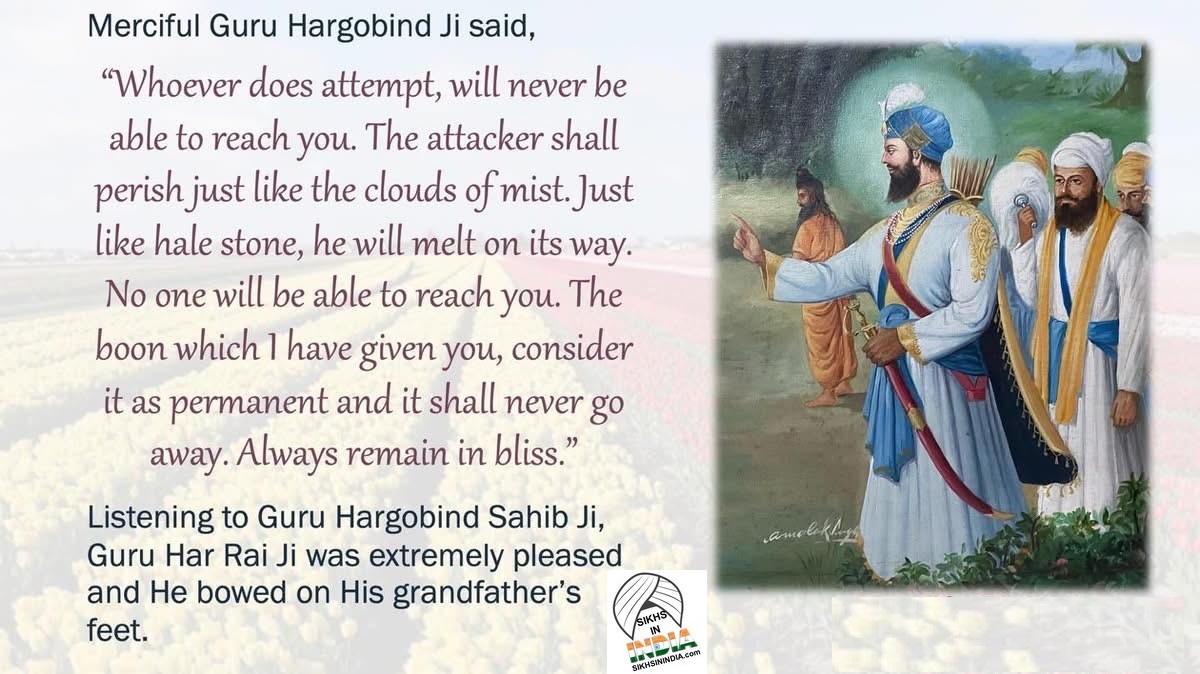 Merciful Guru Hargobind Ji said,
“Whoever does attempt, will never be
able to reach you. The attacker shall
perish just like the clouds of mist. Just
like hale stone, he will melt on its way.
No one will be able to reach you. The
boon which I have given you, consider
it as permanent and it shall never go
away. Always remain in bliss.”
Listening to Guru Hargobind Sahib Ji,
Guru Har Rai Ji was extremely pleased
and He bowed on His grandfather’s
feet.
amolak Singh
SIKHS
IN
INDIA
SIKHSININDIA.com